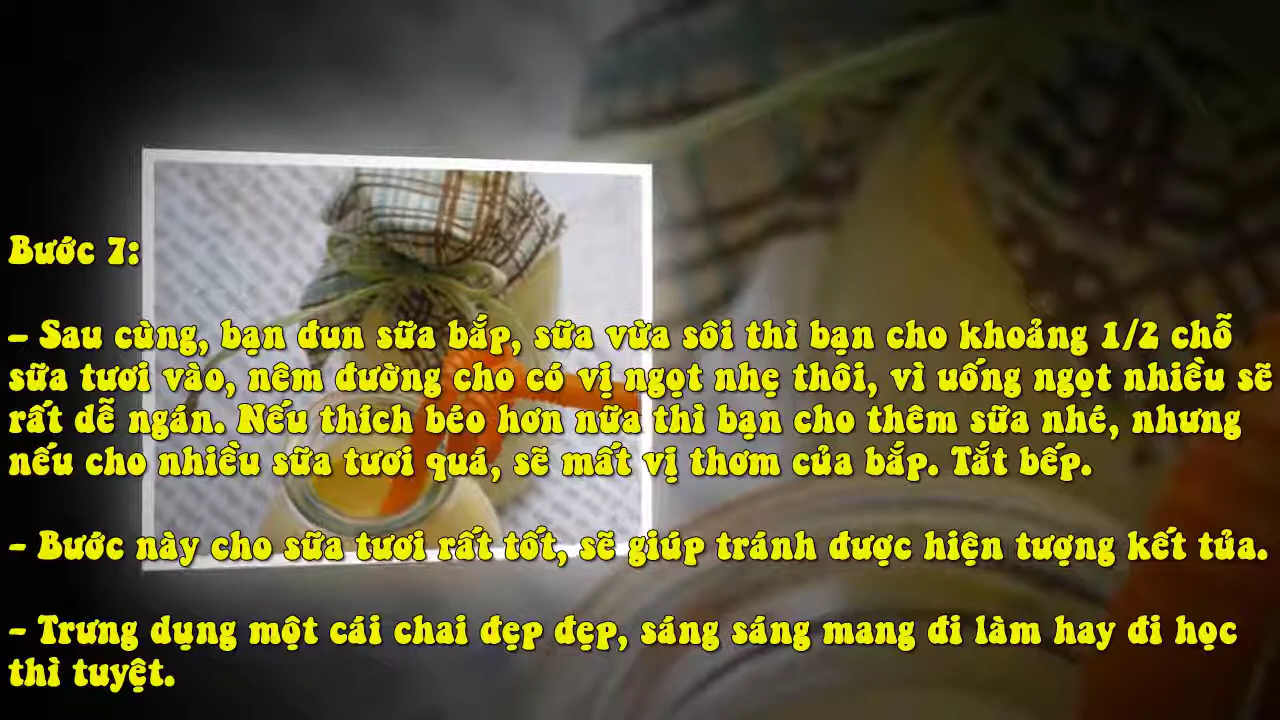 Bước 7:
– Sau cùng, bạn đun sữa bắp, sữa vừa sôi thì bạn cho khoảng 1/2 chỗ
sữa tươi vào, nêm đường cho có vị ngọt nhẹ thôi, vì uống ngọt nhiều sẽ
rất dễ ngán. Nếu thích béo hơn nữa thì bạn cho thêm sữa nhé, nhưng
nếu cho nhiều sữa tươi quá, sẽ mất vị thơm của bắp. Tắt bếp.
– Bước này cho sữa tươi rất tốt, sẽ giúp tránh được hiện tượng kết tủa.
– Trưng dụng một cái chai đẹp đẹp, sáng sáng mang đi làm hay đi học
thì tuyệt.